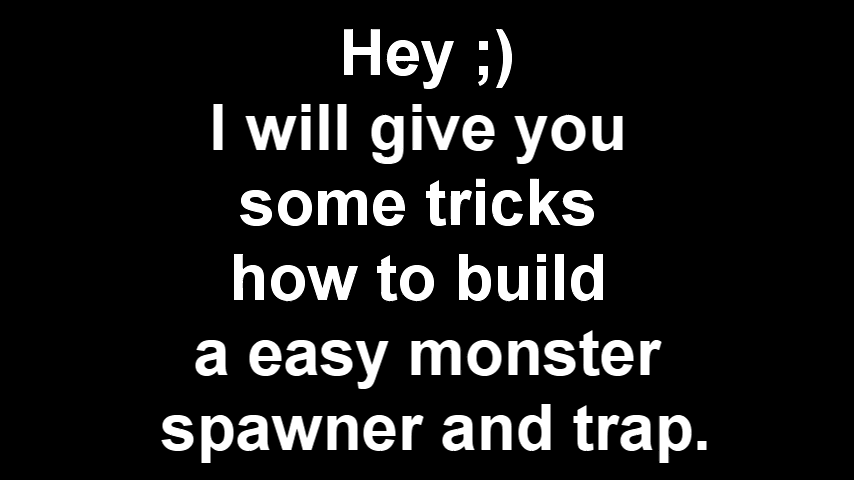 Hey ;)
I will give you
some tricks
how to build
a easy monster
spawner and trap.